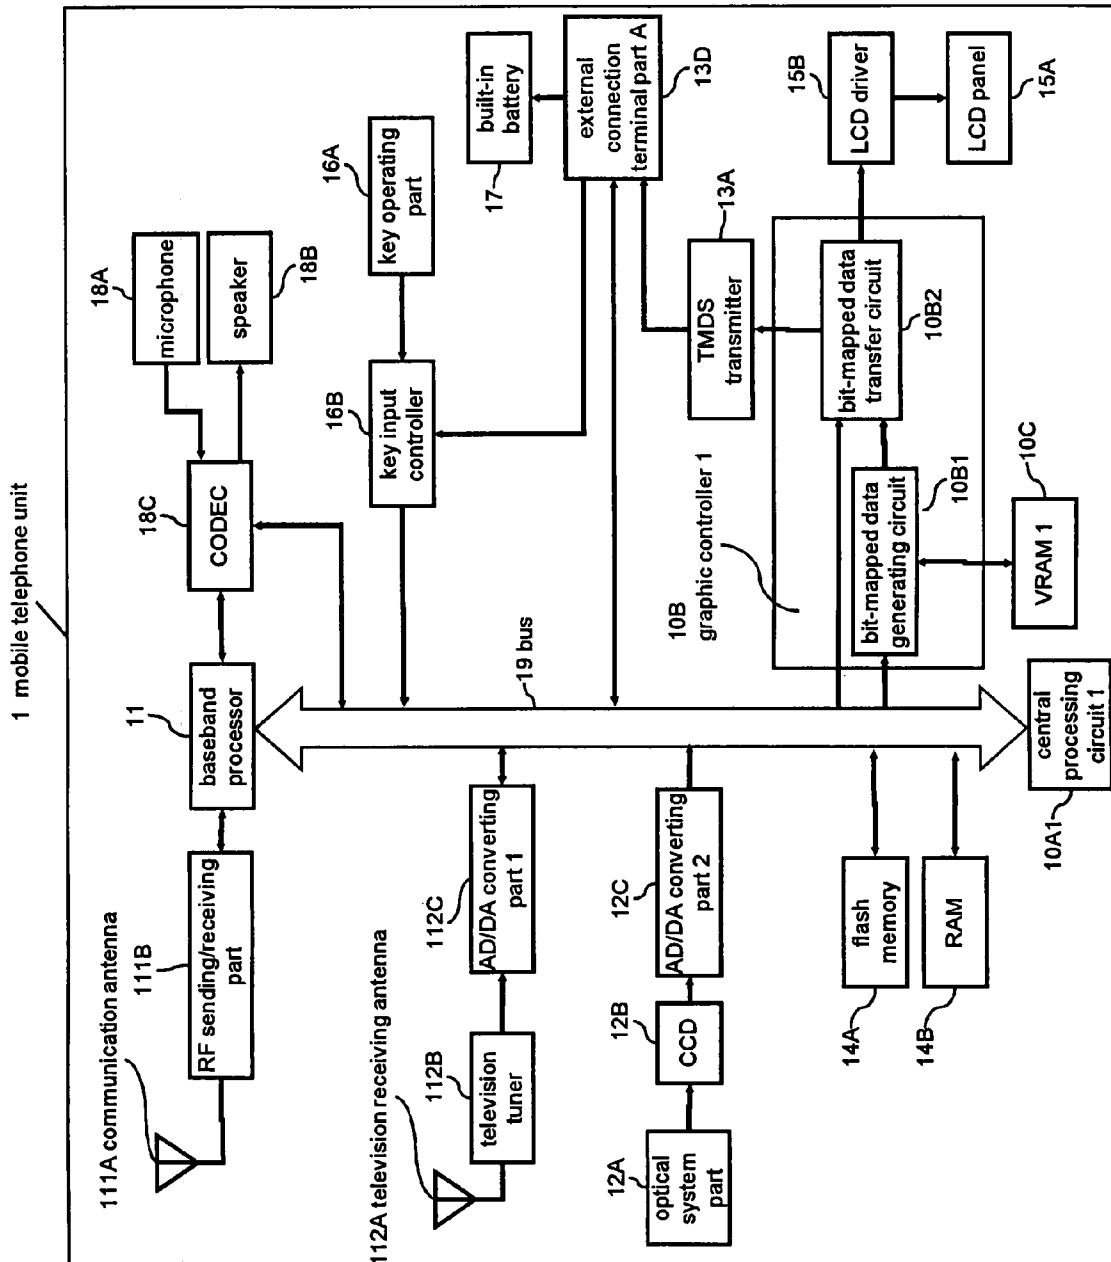 1 mobile telephone unit
111A communication antenna
111B
RF sending/receiving
part
11
baseband
processor
18C
CODEC
18A
microphone
speaker
18B
16A
key operating
part
16B
key input
controller
built-in
battery
17
external
connection
terminal part A
13D
112A television receiving antenna
112B
television
tuner
112C
AD/DA converting
part 1
19 bus
12A
optical
system
part
12B
CCD
12C
AD/DA converting
part 2
10B
graphic controller 1
TMDS
transmitter
13A
flash
memory
14A
RAM
14B
central
processing
circuit 1
10A1
bit-mapped data
generating circuit
10B1
VRAM 1
10C
bit-mapped data
transfer circuit
10B2
15B
LCD driver
LCD panel
15A